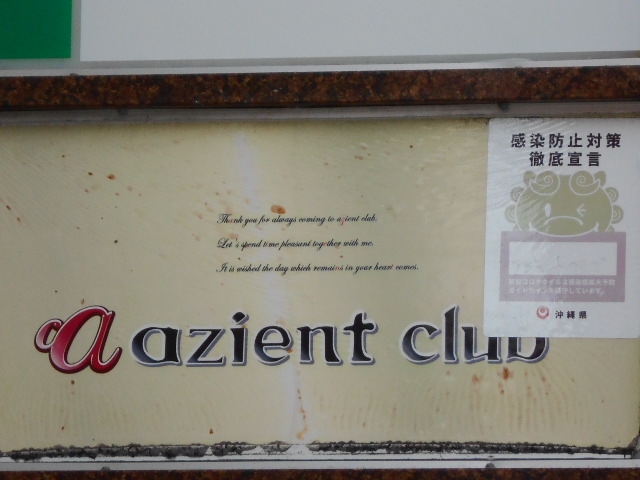 Thank you for always coming to azient club.
Let's spend time pleasant together with me.
It is wished the day which remains in your heart comes.
a azient club
感染防止対策
徹底宣言
沖縄県